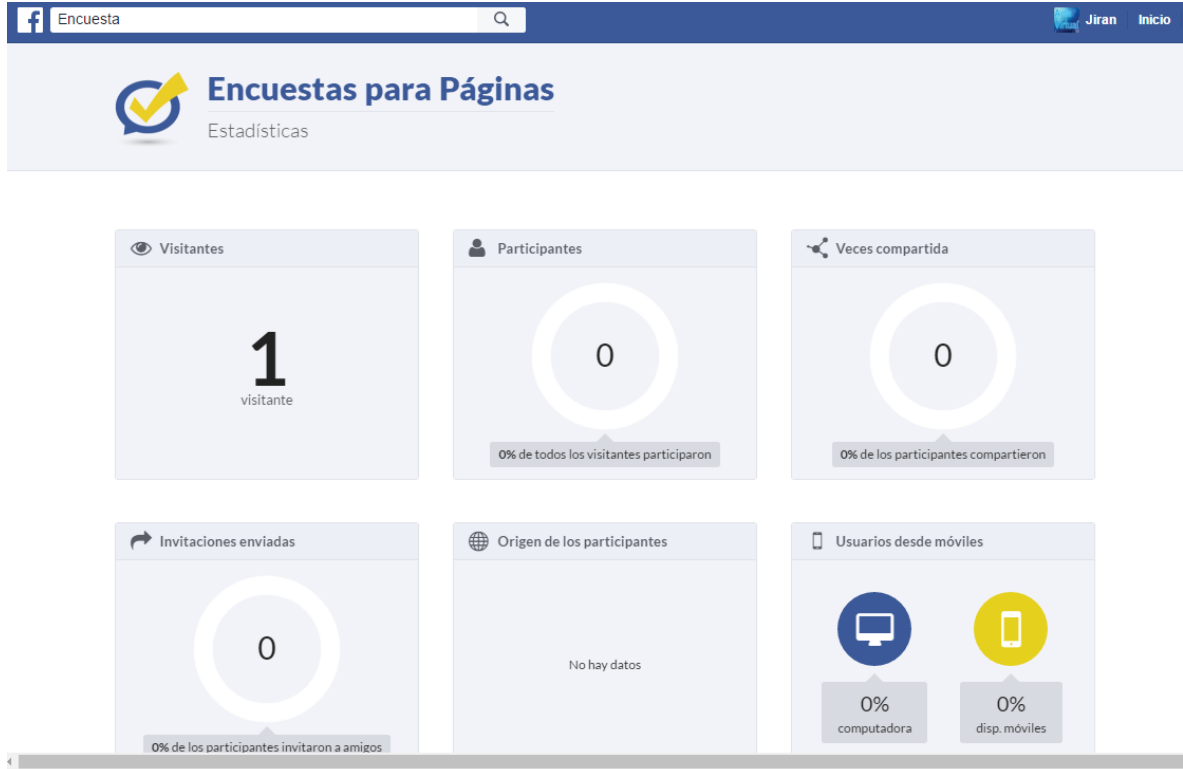 Encuesta
Jiran Inicio
Encuestas para Páginas
Estadísticas
Visitantes
1
visitante
Participantes
0
0% de todos los visitantes participaron
Veces compartida
0
0% de los participantes compartieron
Invitaciones enviadas
0
0% de los participantes invitaron a amigos
Origen de los participantes
No hay datos
Usuarios desde móviles
0%
computadora
0%
disp. móviles